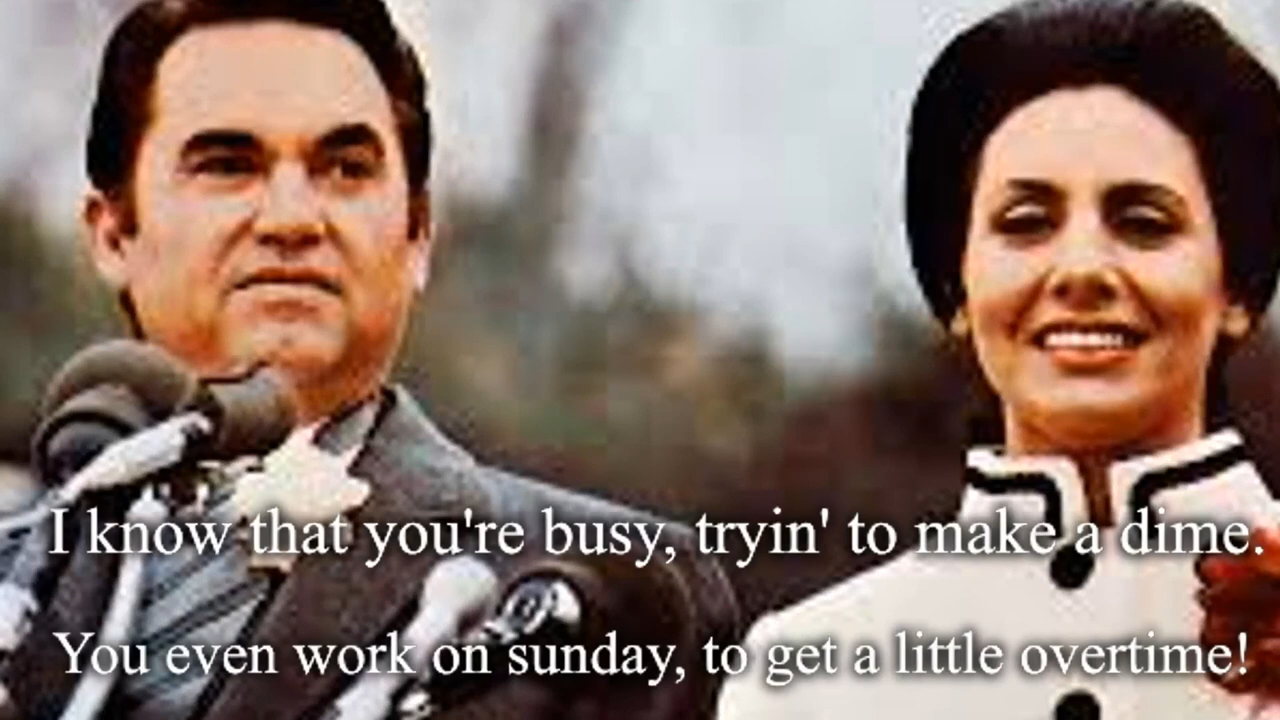 I know that you're busy, tryin' to make a dime.
You even work on sunday, to get a little overtime!